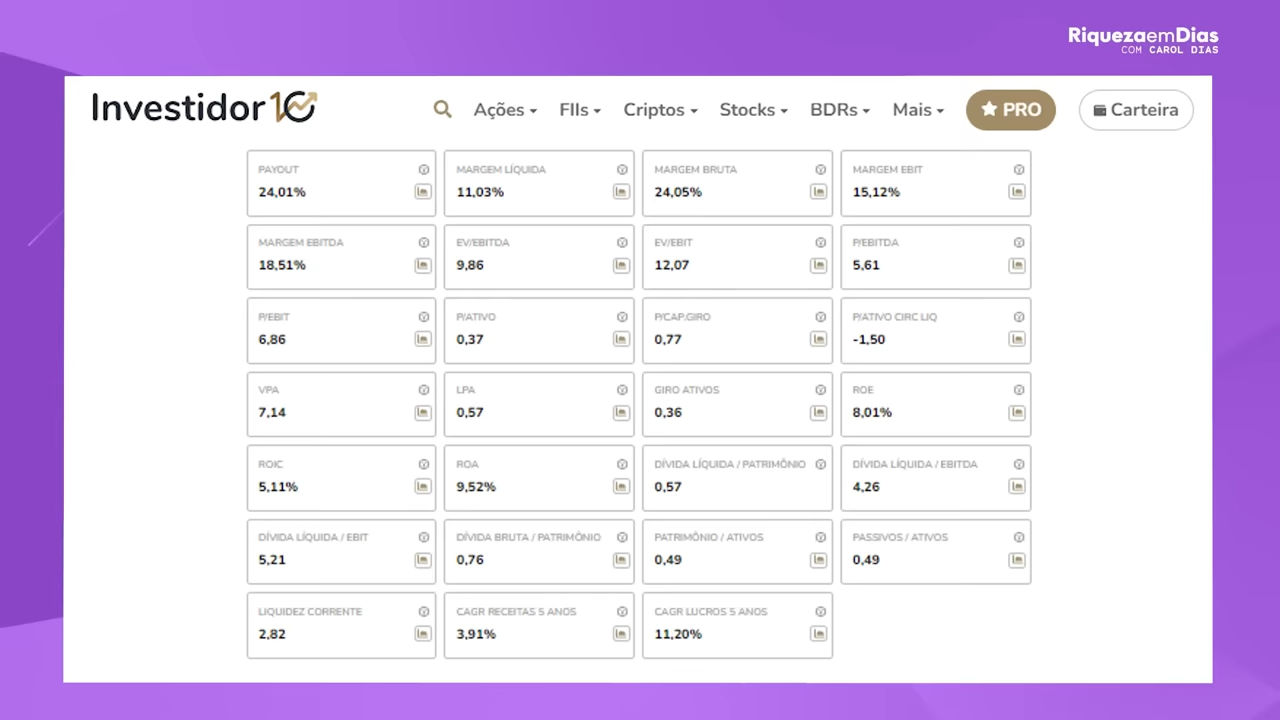 RiquezaemDias
COM CAROL DIAS
Investidor 10
Ações FIIs Criptos Stocks BDRs Mais PRO Carteira
PAYOUT MARGEM LÍQUIDA MARGEM BRUTA MARGEM EBIT
24,01% 11,03% 24,05% 15,12%
MARGEM EBITDA EV/EBITDA EV/EBIT P/EBITDA
18,51% 9,86 12,07 5,61
P/EBIT P/ATIVO P/CAP.GIRO P/ATIVO CIRC LIQ
6,86 0,37 0,77 -1,50
VPA LPA GIRO ATIVOS ROE
7,14 0,57 0,36 8,01%
ROIC ROA DÍVIDA LÍQUIDA / PATRIMÔNIO DÍVIDA LÍQUIDA / EBITDA
5,11% 9,52% 0,57 4,26
DÍVIDA LÍQUIDA / EBIT DÍVIDA BRUTA / PATRIMÔNIO PATRIMÔNIO / ATIVOS PASSIVOS / ATIVOS
5,21 0,76 0,49 0,49
LIQUIDEZ CORRENTE CAGR RECEITAS 5 ANOS CAGR LUCROS 5 ANOS
2,82 3,91% 11,20%